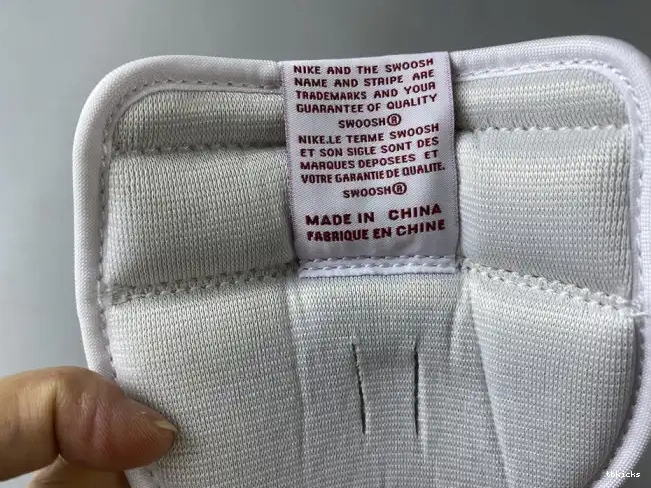 NIKE AND THE SWOOSH
NAME AND STRIPE ARE
TRADEMARKS AND YOUR
GUARANTEE OF QUALITY
SWOOSH®
NIKE.LE TERME SWOOSH
ET SON SIGLE SONT DES
MARQUES DEPOSEES ET
VOTRE GARANTIE DE QUALITE.
SWOOSH®
MADE IN CHINA
FABRIQUE EN CHINE
tbkicks